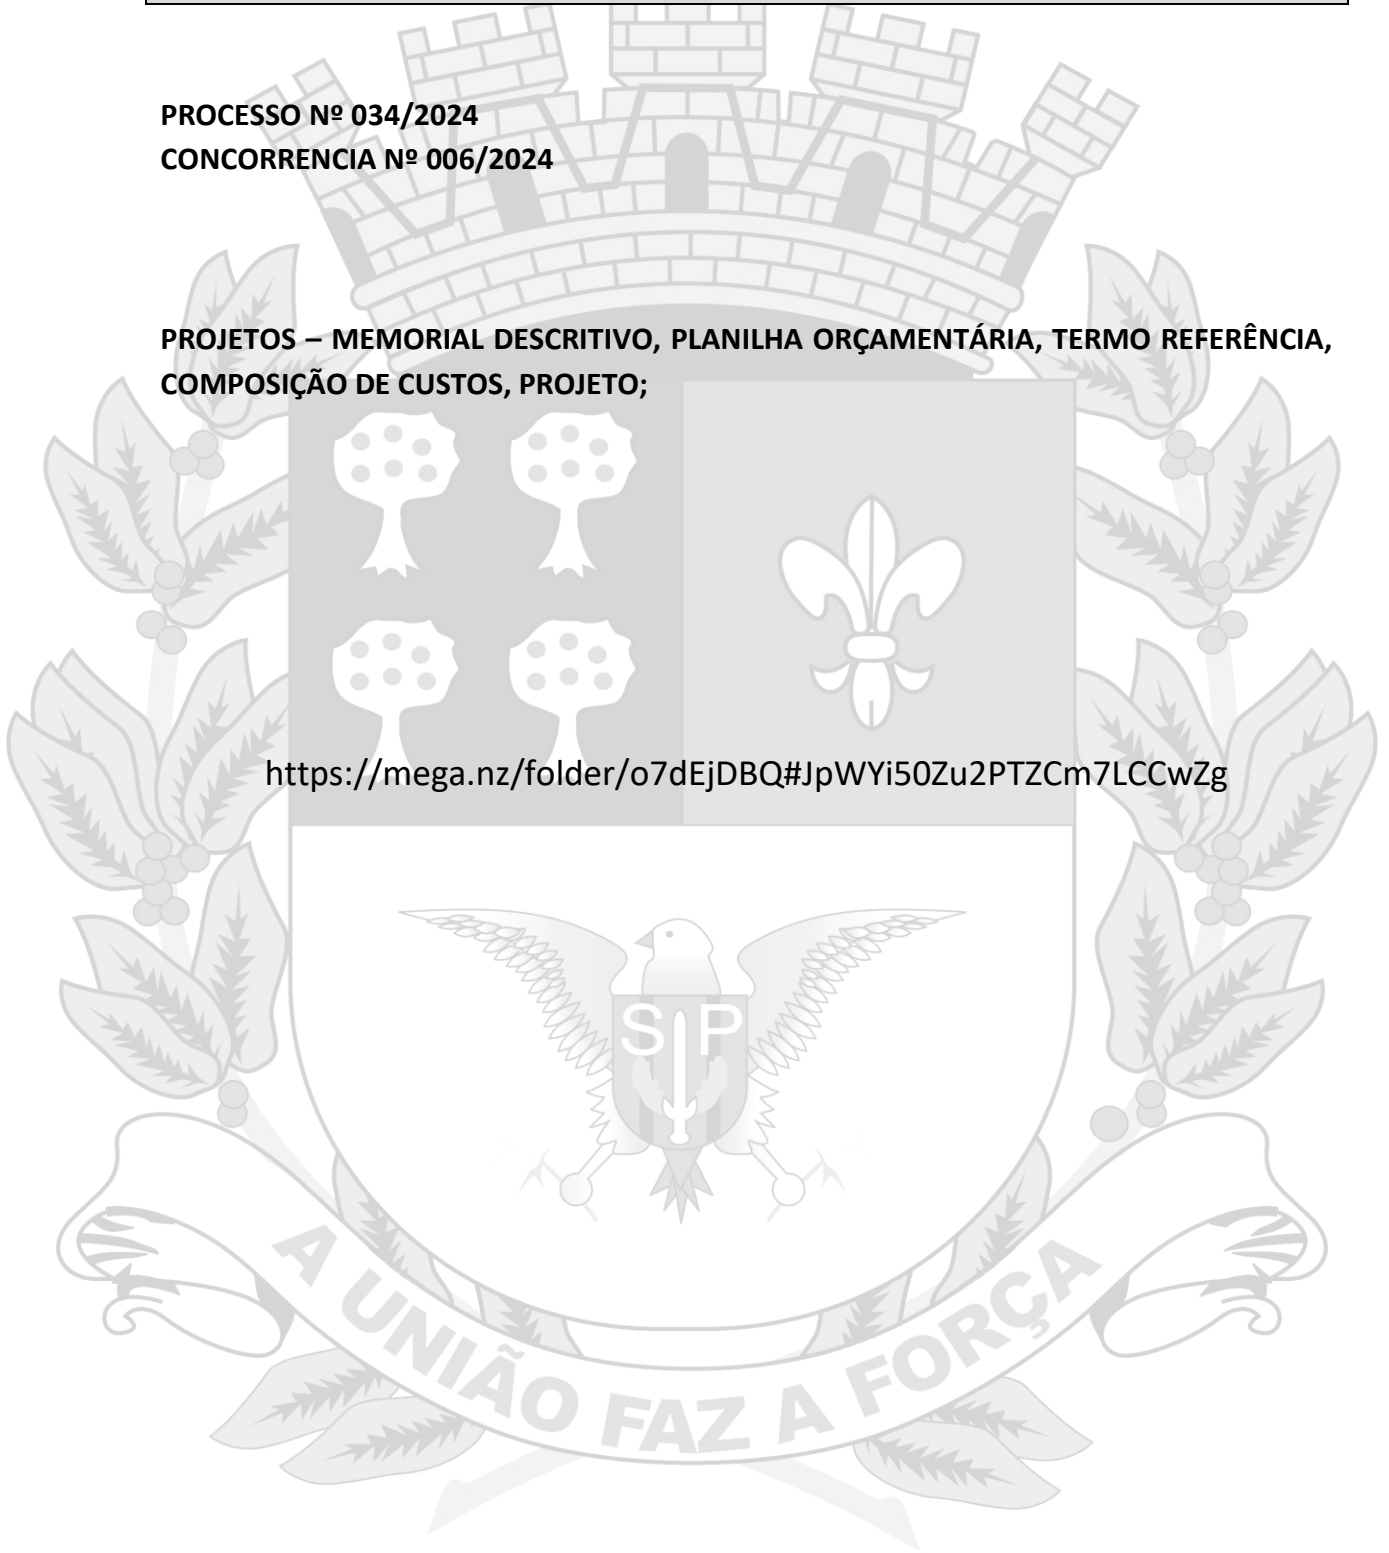 PROCESSO Nº 034/2024
CONCORRENCIA Nº 006/2024
PROJETOS – MEMORIAL DESCRITIVO, PLANILHA ORÇAMENTÁRIA, TERMO REFERÊNCIA,
COMPOSIÇÃO DE CUSTOS, PROJETO;
https://mega.nz/folder/o7dEjDBQ#JpWYi50Zu2PTZCm7LCCwZg
SP
A UNIÃO FAZ A FORÇA